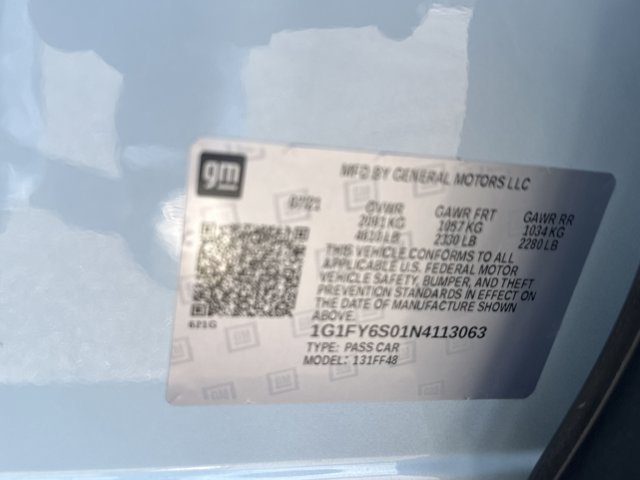 gm
MFD BY GENERAL MOTORS LLC
GVWR GAWR FRT GAWR RR
2091 KG 1057 KG 1034 KG
4610 LB 2330 LB 2280 LB
THIS VEHICLE CONFORMS TO ALL
APPLICABLE U.S. FEDERAL MOTOR
VEHICLE SAFETY, BUMPER, AND THEFT
PREVENTION STANDARDS IN EFFECT ON
THE DATE OF MANUFACTURE SHOWN
ABOVE.
621G
1G1FY6S01N4113063
TYPE: PASS CAR
MODEL: 131FF48